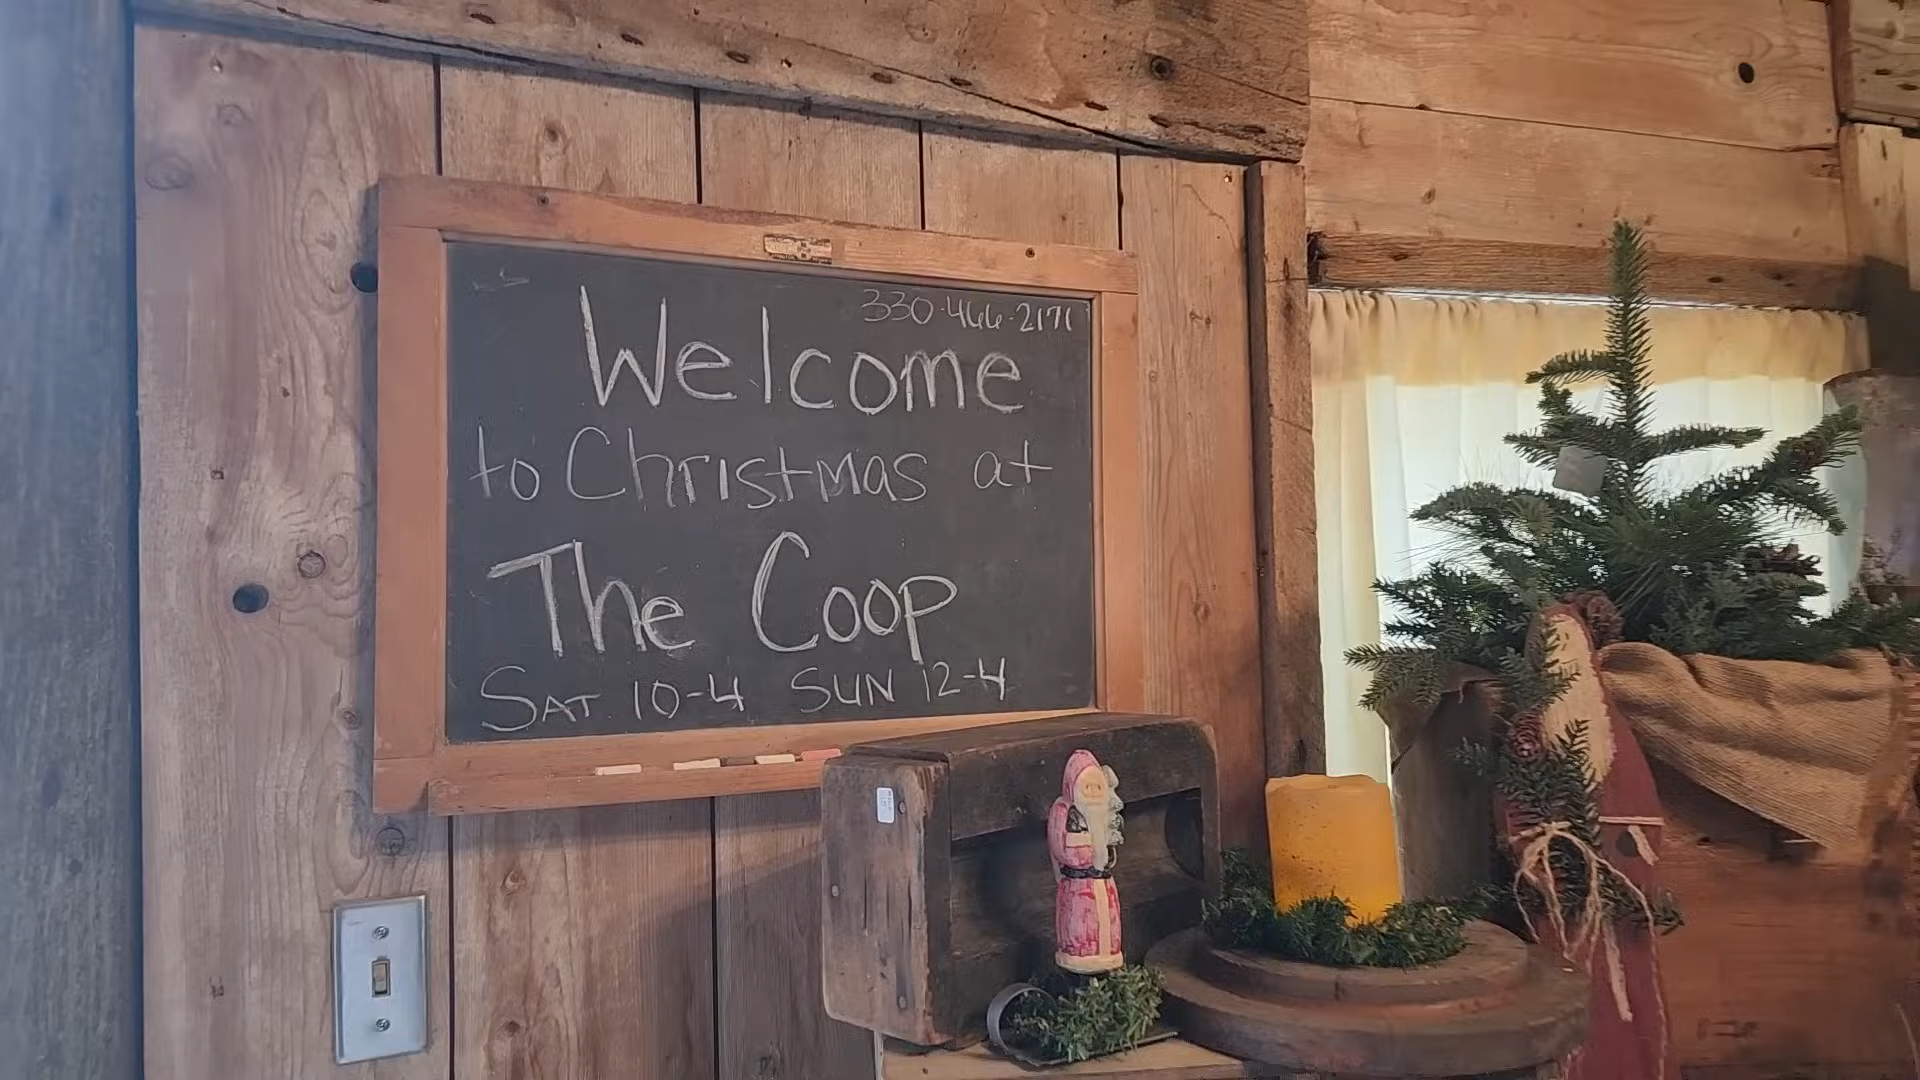 330-466-2171
Welcome
to Christmas at
The Coop
SAT. 10-4 SUN 12-4